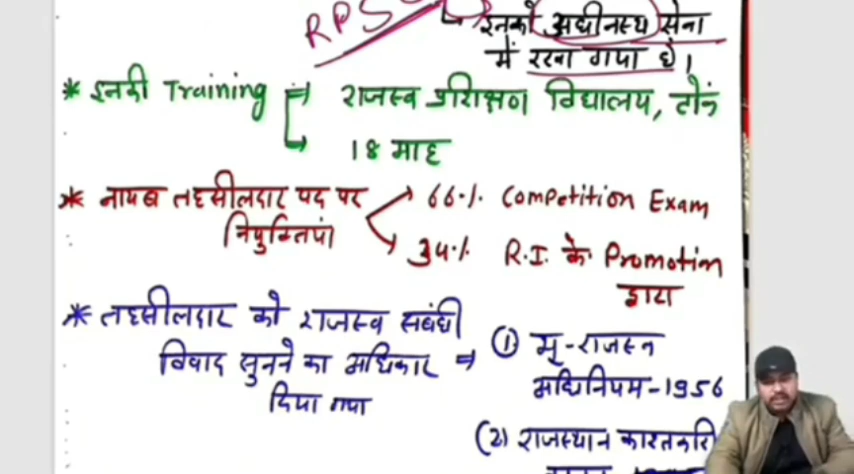 RPSC
इनको अधीनस्थ सेना
में रखा गया है।
* इनकी Training ⇒ राजस्व प्रशिक्षण विद्यालय, टोंक
→ 18 माह
* नायब तहसीलदार पद पर → 66% Competition Exam
नियुक्तियां → 34% R.I. के Promotion
द्वारा
* तहसीलदार को राजस्व संबंधी
विवाद सुनने का अधिकार ⇒ (1) भू-राजस्व
अधिनियम-1956
दिया गया
(2) राजस्थान काश्तकारी